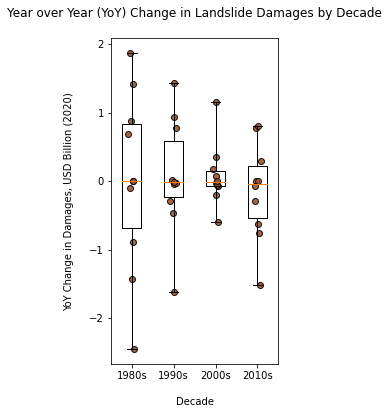 Year over Year (YoY) Change in Landslide Damages by Decade
YoY Change in Damages, USD Billion (2020)
2
1
0
−1
−2
1980s 1990s 2000s 2010s
Decade